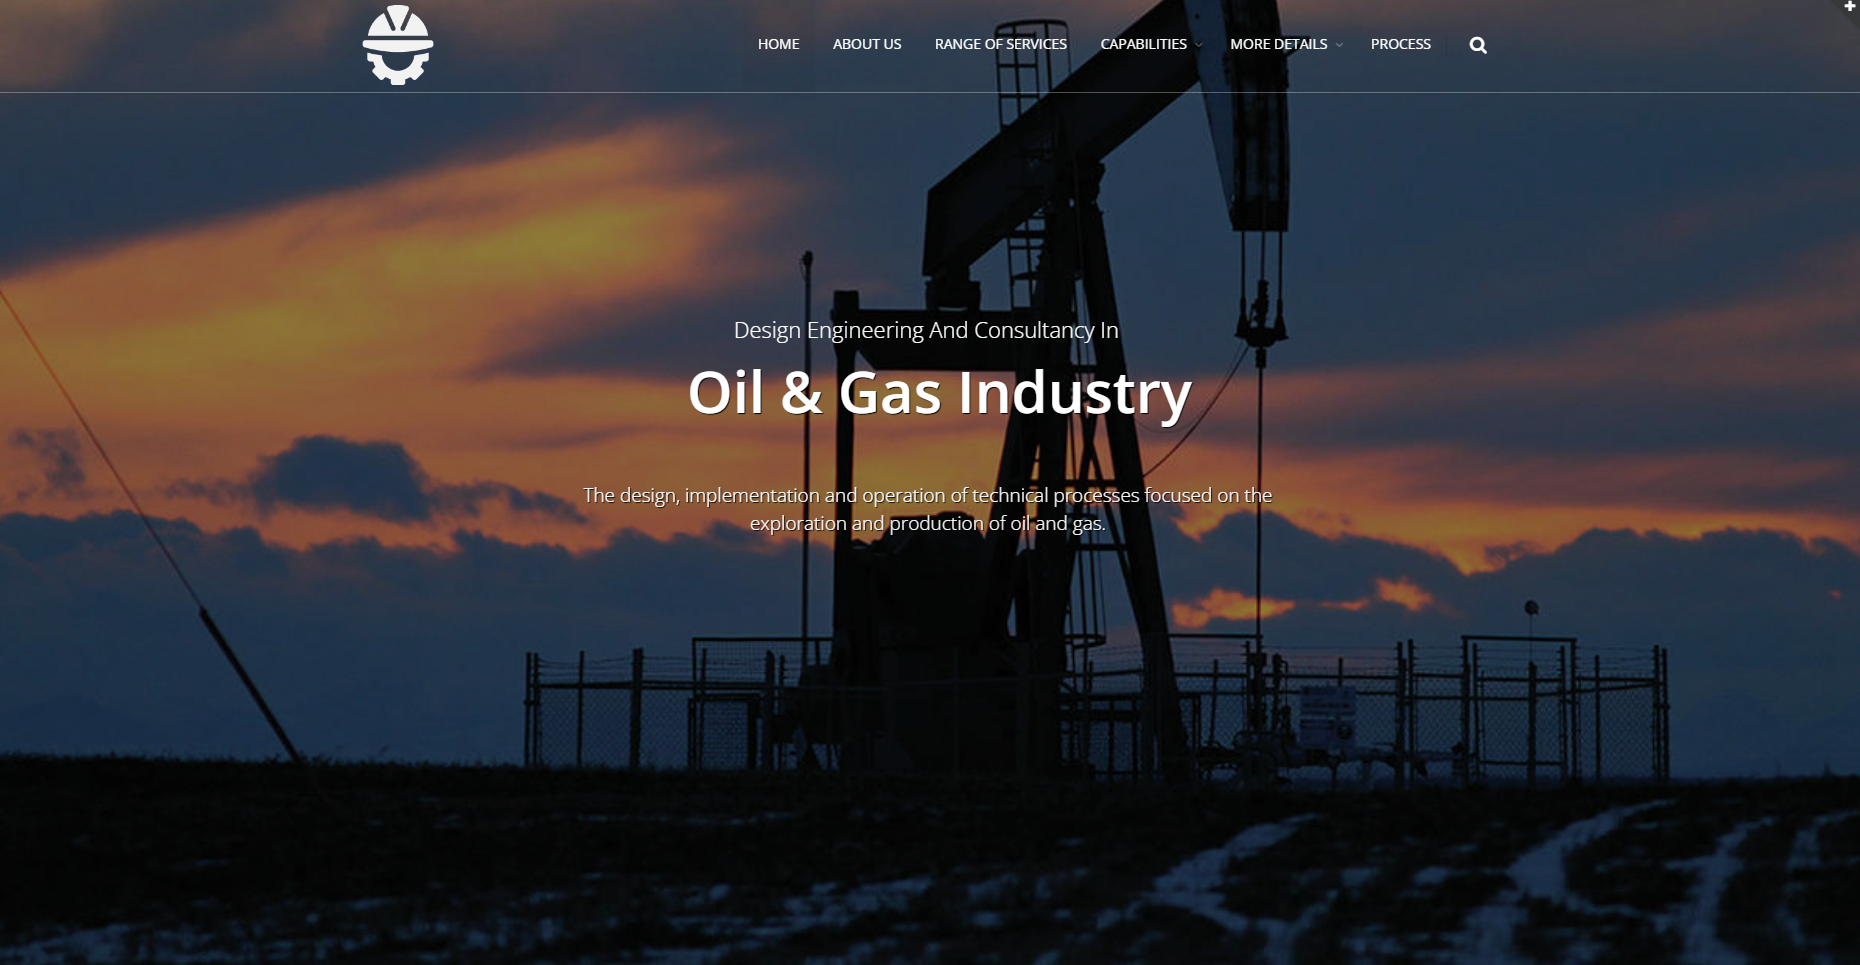 HOME ABOUT US RANGE OF SERVICES CAPABILITIES MORE DETAILS PROCESS
Design Engineering And Consultancy In
Oil & Gas Industry
The design, implementation and operation of technical processes focused on the
exploration and production of oil and gas.